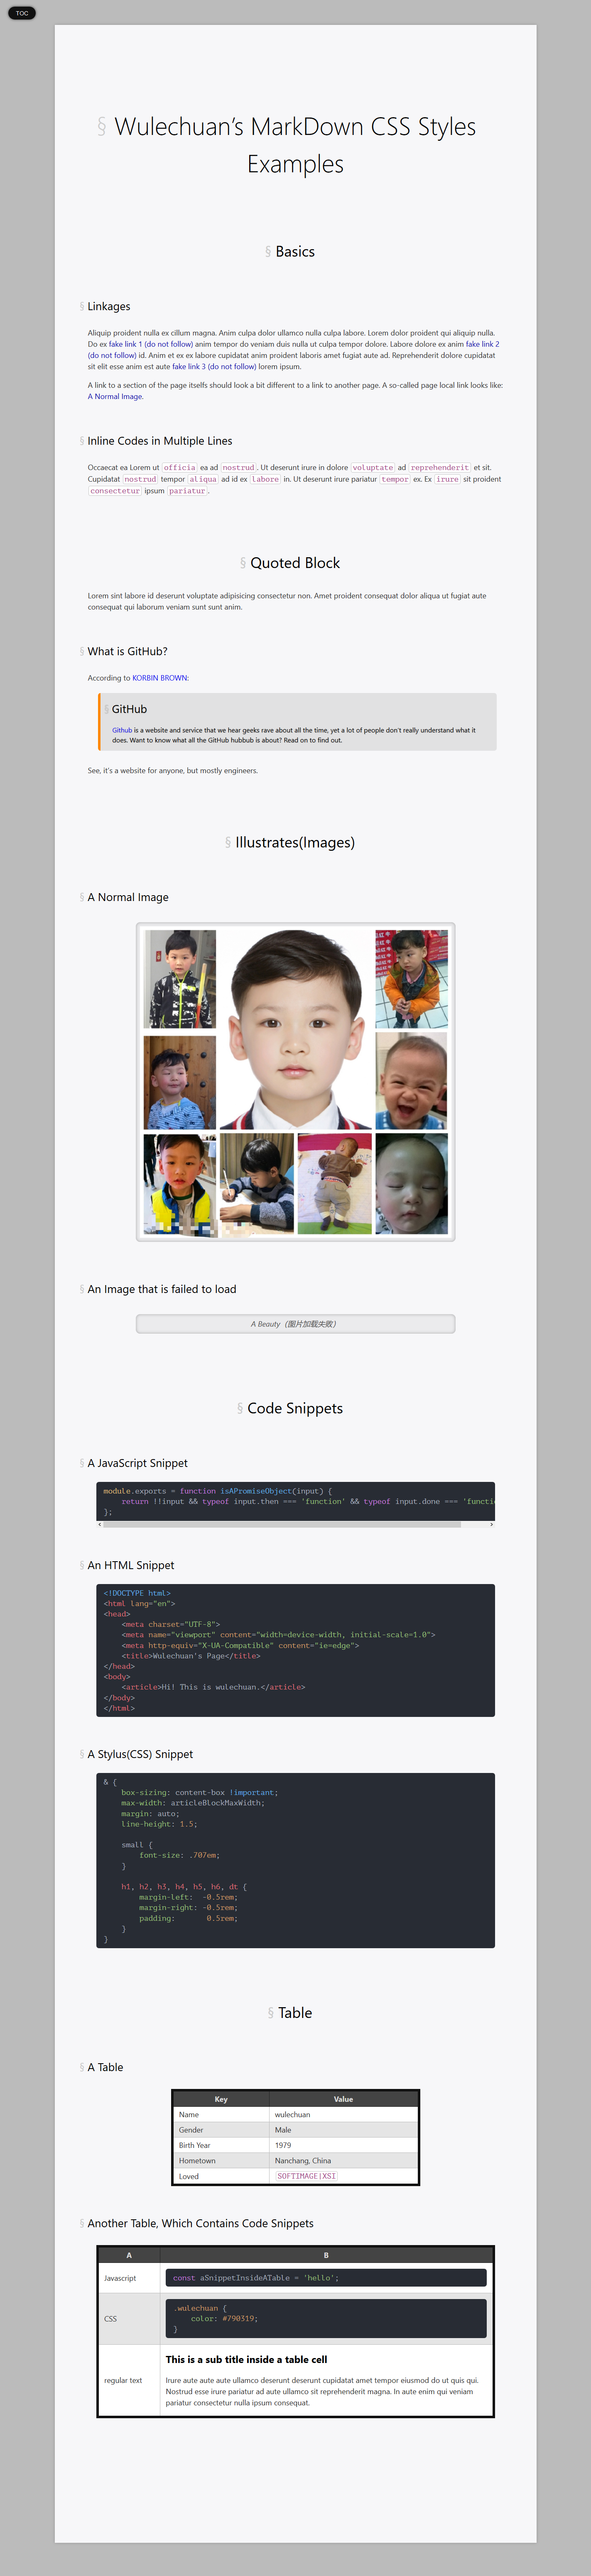 TOC
§ Wulechuan’s MarkDown CSS Styles
Examples
§ Basics
§ Linkages
Aliquip proident nulla ex cillum magna. Anim culpa dolor ullamco nulla culpa labore. Lorem dolor proident qui aliquip nulla.
Do ex fake link 1 (do not follow) anim tempor do veniam duis nulla ut culpa tempor dolore. Labore dolore ex anim fake link 2
(do not follow) id. Anim et ex ex labore cupidatat anim proident laboris amet fugiat aute ad. Reprehenderit dolore cupidatat
sit elit esse anim est aute fake link 3 (do not follow) lorem ipsum.
A link to a section of the page itselfs should look a bit different to a link to another page. A so-called page local link looks like:
A Normal Image.
§ Inline Codes in Multiple Lines
Occaecat ea Lorem ut officia ea ad nostrud. Ut deserunt irure in dolore voluptate ad reprehenderit et sit.
Cupidatat nostrud tempor aliqua ad id ex labore in. Ut deserunt irure pariatur tempor ex. Ex irure sit proident
consectetur ipsum pariatur.
§ Quoted Block
Lorem sint labore id deserunt voluptate adipisicing consectetur non. Amet proident consequat dolor aliqua ut fugiat aute
consequat qui laborum veniam sunt sunt anim.
§ What is GitHub?
According to KORBIN BROWN:
§ GitHub
Github is a website and service that we hear geeks rave about all the time, yet a lot of people don’t really understand what it
does. Want to know what all the GitHub hubbub is about? Read on to find out.
See, it’s a website for anyone, but mostly engineers.
§ Illustrates(Images)
§ A Normal Image
§ An Image that is failed to load
A Beauty（图片加载失败）
§ Code Snippets
§ A JavaScript Snippet
module.exports = function isAPromiseObject(input) {
return !!input && typeof input.then === 'function' && typeof input.done === 'functio
};
§ An HTML Snippet
<!DOCTYPE html>
<html lang="en">
<head>
<meta charset="UTF-8">
<meta name="viewport" content="width=device-width, initial-scale=1.0">
<meta http-equiv="X-UA-Compatible" content="ie=edge">
<title>Wulechuan's Page</title>
</head>
<body>
<article>Hi! This is wulechuan.</article>
</body>
</html>
§ A Stylus(CSS) Snippet
& {
box-sizing: content-box !important;
max-width: articleBlockMaxWidth;
margin: auto;
line-height: 1.5;
small {
font-size: .707em;
}
h1, h2, h3, h4, h5, h6, dt {
margin-left: -0.5rem;
margin-right: -0.5rem;
padding: 0.5rem;
}
}
§ Table
§ A Table
Key Value
Name wulechuan
Gender Male
Birth Year 1979
Hometown Nanchang, China
Loved SOFTIMAGE|XSI
§ Another Table, Which Contains Code Snippets
A B
Javascript const aSnippetInsideATable = 'hello';
CSS
.wulechuan {
color: #790319;
}
This is a sub title inside a table cell
regular text
Irure aute aute aute ullamco deserunt deserunt cupidatat amet tempor eiusmod do ut quis qui.
Nostrud esse irure pariatur ad aute ullamco sit reprehenderit magna. In aute enim qui veniam
pariatur consectetur nulla ipsum consequat.